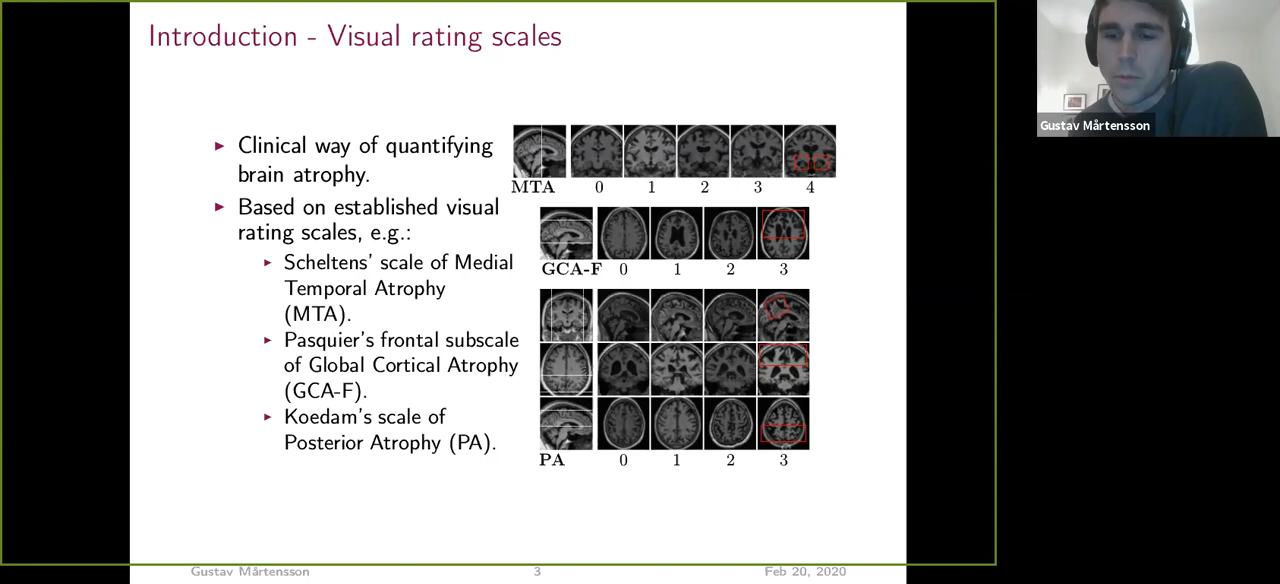 Introduction - Visual rating scales
▶ Clinical way of quantifying
brain atrophy.
▶ Based on established visual
rating scales, e.g.:
▶ Scheltens' scale of Medial
Temporal Atrophy
(MTA).
▶ Pasquier's frontal subscale
of Global Cortical Atrophy
(GCA-F).
▶ Koedam's scale of
Posterior Atrophy (PA).
MTA 0 1 2 3 4
GCA-F 0 1 2 3
PA 0 1 2 3
Gustav Mårtensson 3 Feb 20, 2020
Gustav Mårtensson